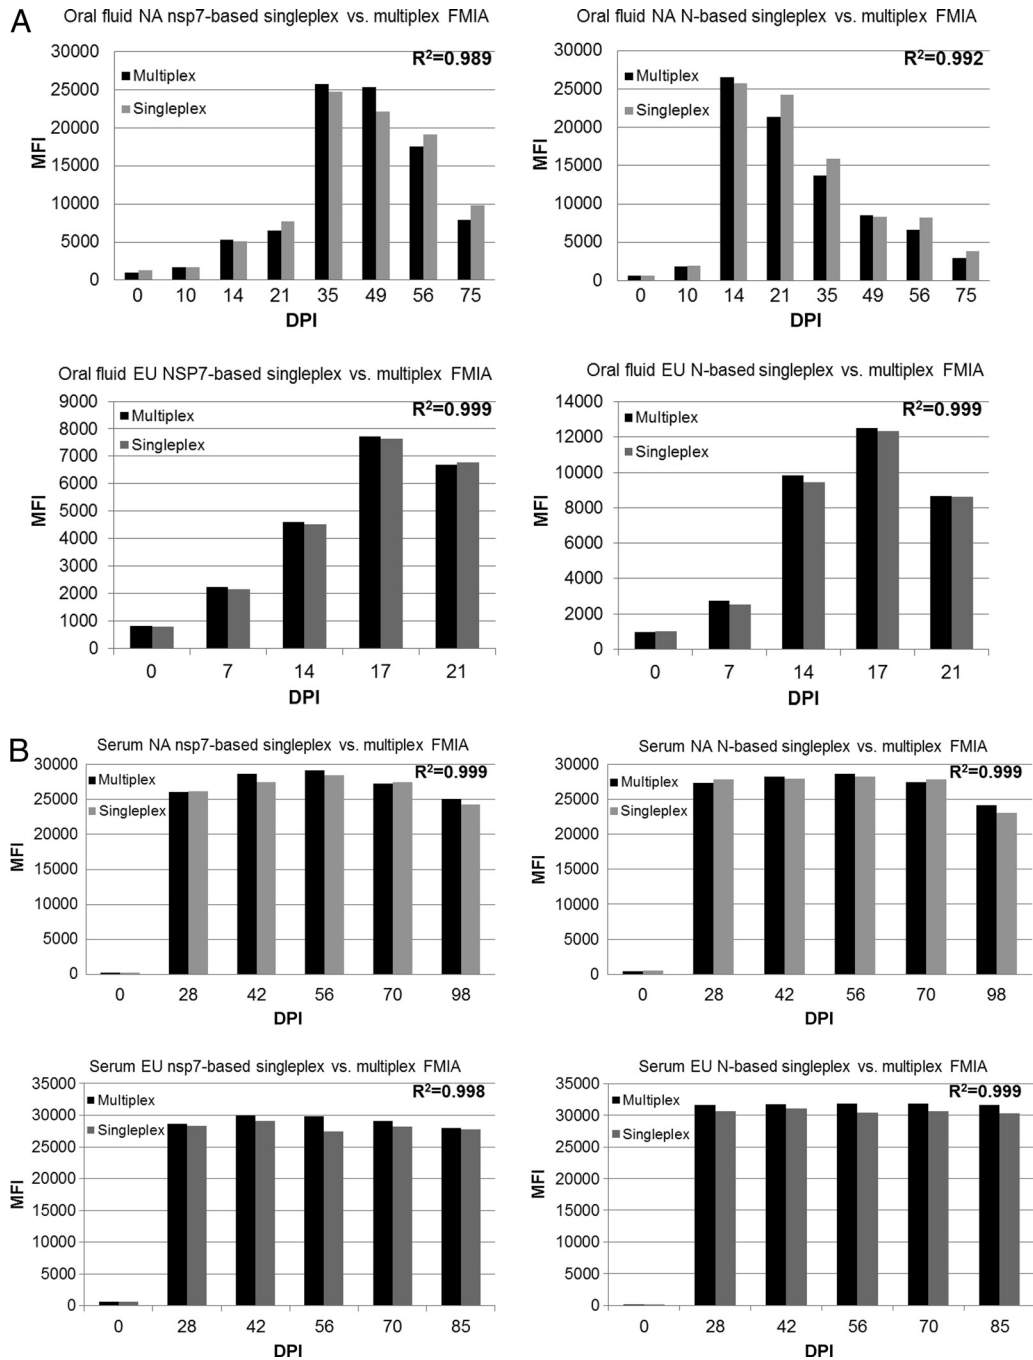 A
Oral fluid NA nsp7-based singleplex vs. multiplex FMIA
R²=0.989
Multiplex
Singleplex
MFI
30000
25000
20000
15000
10000
5000
0
0 10 14 21 35 49 56 75
DPI
Oral fluid NA N-based singleplex vs. multiplex FMIA
R²=0.992
Multiplex
Singleplex
MFI
30000
25000
20000
15000
10000
5000
0
0 10 14 21 35 49 56 75
DPI
Oral fluid EU NSP7-based singleplex vs. multiplex FMIA
R²=0.999
Multiplex
Singleplex
MFI
9000
8000
7000
6000
5000
4000
3000
2000
1000
0
0 7 14 17 21
DPI
Oral fluid EU N-based singleplex vs. multiplex FMIA
R²=0.999
Multiplex
Singleplex
MFI
14000
12000
10000
8000
6000
4000
2000
0
0 7 14 17 21
DPI
B
Serum NA nsp7-based singleplex vs. multiplex FMIA
R²=0.999
Multiplex
Singleplex
MFI
30000
25000
20000
15000
10000
5000
0
0 28 42 56 70 98
DPI
Serum NA N-based singleplex vs. multiplex FMIA
R²=0.999
Multiplex
Singleplex
MFI
30000
25000
20000
15000
10000
5000
0
0 28 42 56 70 98
DPI
Serum EU nsp7-based singleplex vs. multiplex FMIA
R²=0.998
Multiplex
Singleplex
MFI
35000
30000
25000
20000
15000
10000
5000
0
0 28 42 56 70 85
DPI
Serum EU N-based singleplex vs. multiplex FMIA
R²=0.999
Multiplex
Singleplex
MFI
35000
30000
25000
20000
15000
10000
5000
0
0 28 42 56 70 85
DPI